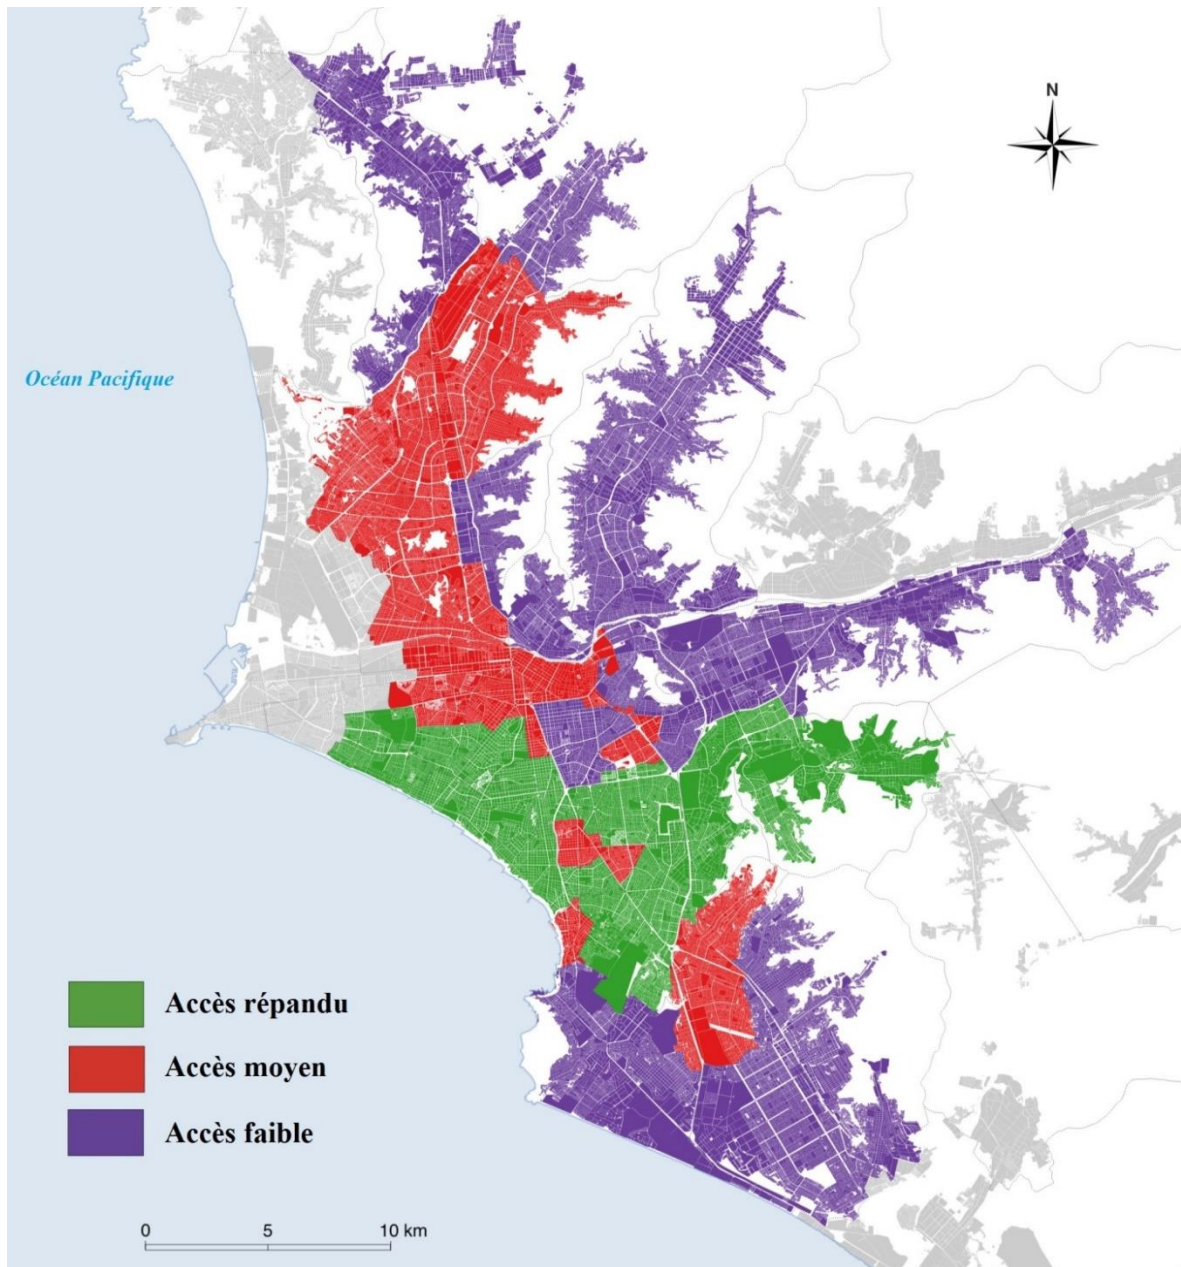 N
Océan Pacifique
Accès répandu
Accès moyen
Accès faible
0 5 10 km